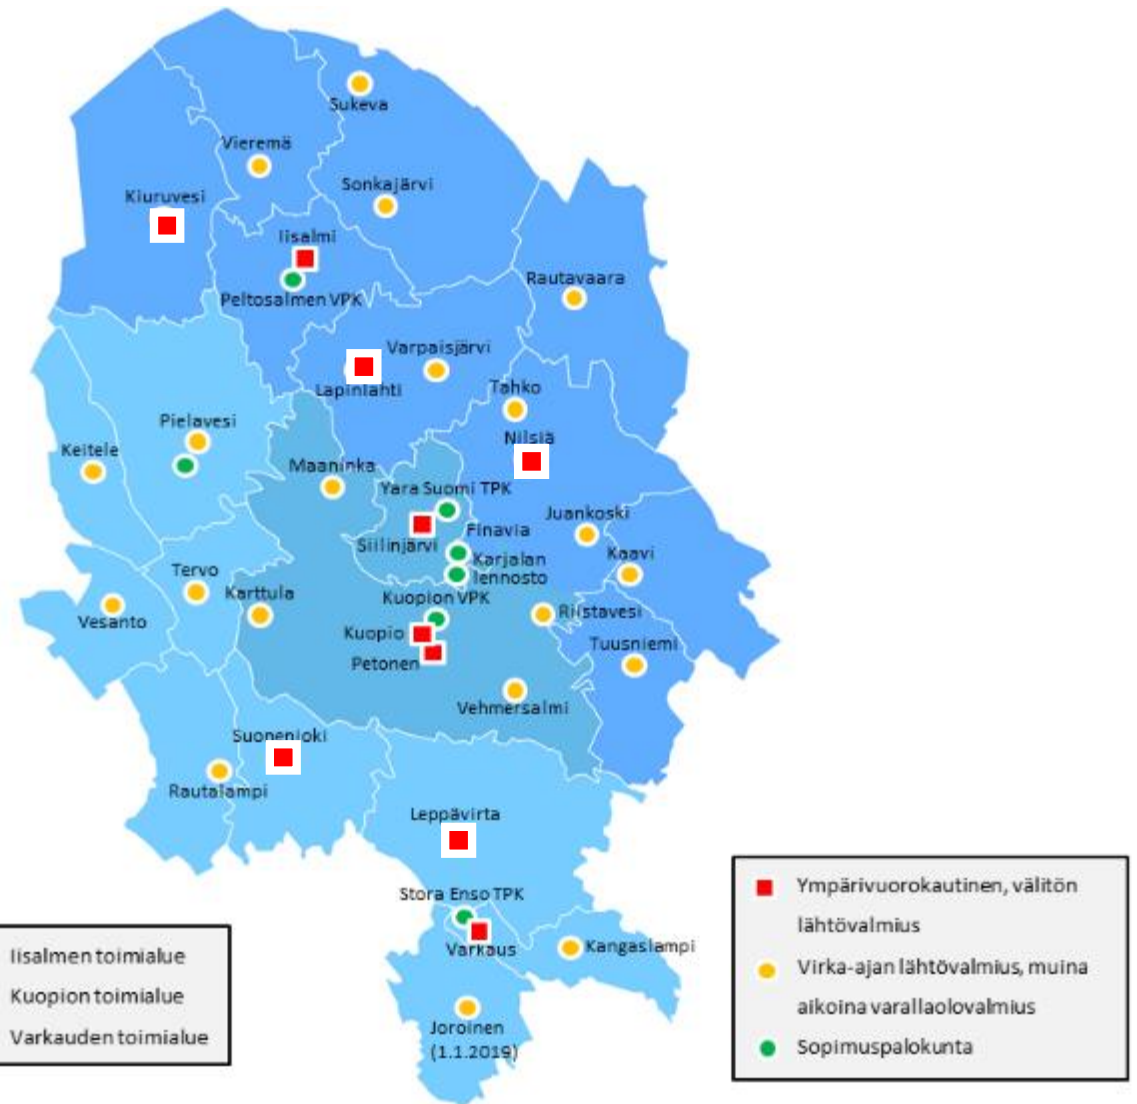 Sukeva
Vieremä
Sonkajärvi
Kiuruvesi
Iisalmi
Peltosalmen VPK
Rautavaara
Varpaisjärvi
Lapinlahti
Tahko
Nilsiä
Pielavesi
Keitele
Maaninka
Yara Suomi TPK
Juankoski
Finavia
Siilinjärvi
Karjalan
lennosto
Kaavi
Tervo
Karttula
Kuopion VPK
Vesanto
Kuopio
Riistavesi
Petonen
Tuusniemi
Vehmersalmi
Suonenjoki
Rautalampi
Leppävirta
Stora Enso TPK
Varkaus
Kangaslampi
Joroinen
(1.1.2019)
Iisalmen toimialue
Kuopion toimialue
Varkauden toimialue
Ympärivuorokautinen, välitön
lähtövalmius
Virka-ajan lähtövalmius, muina
aikoina varallaolovalmius
Sopimuspalokunta